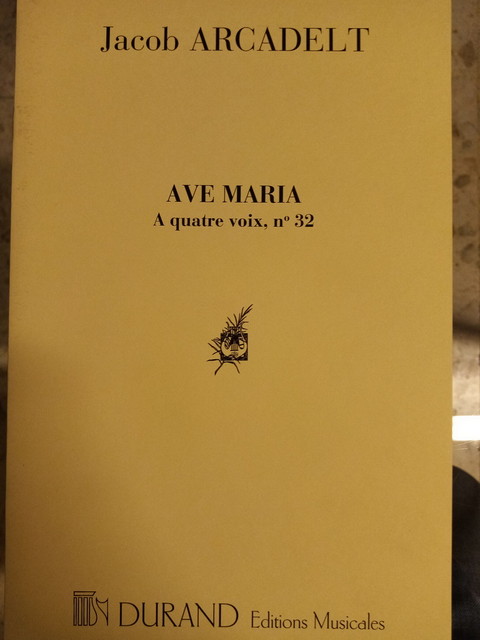 Jacob ARCADELT
AVE MARIA
A quatre voix, nº 32
DURAND Editions Musicales